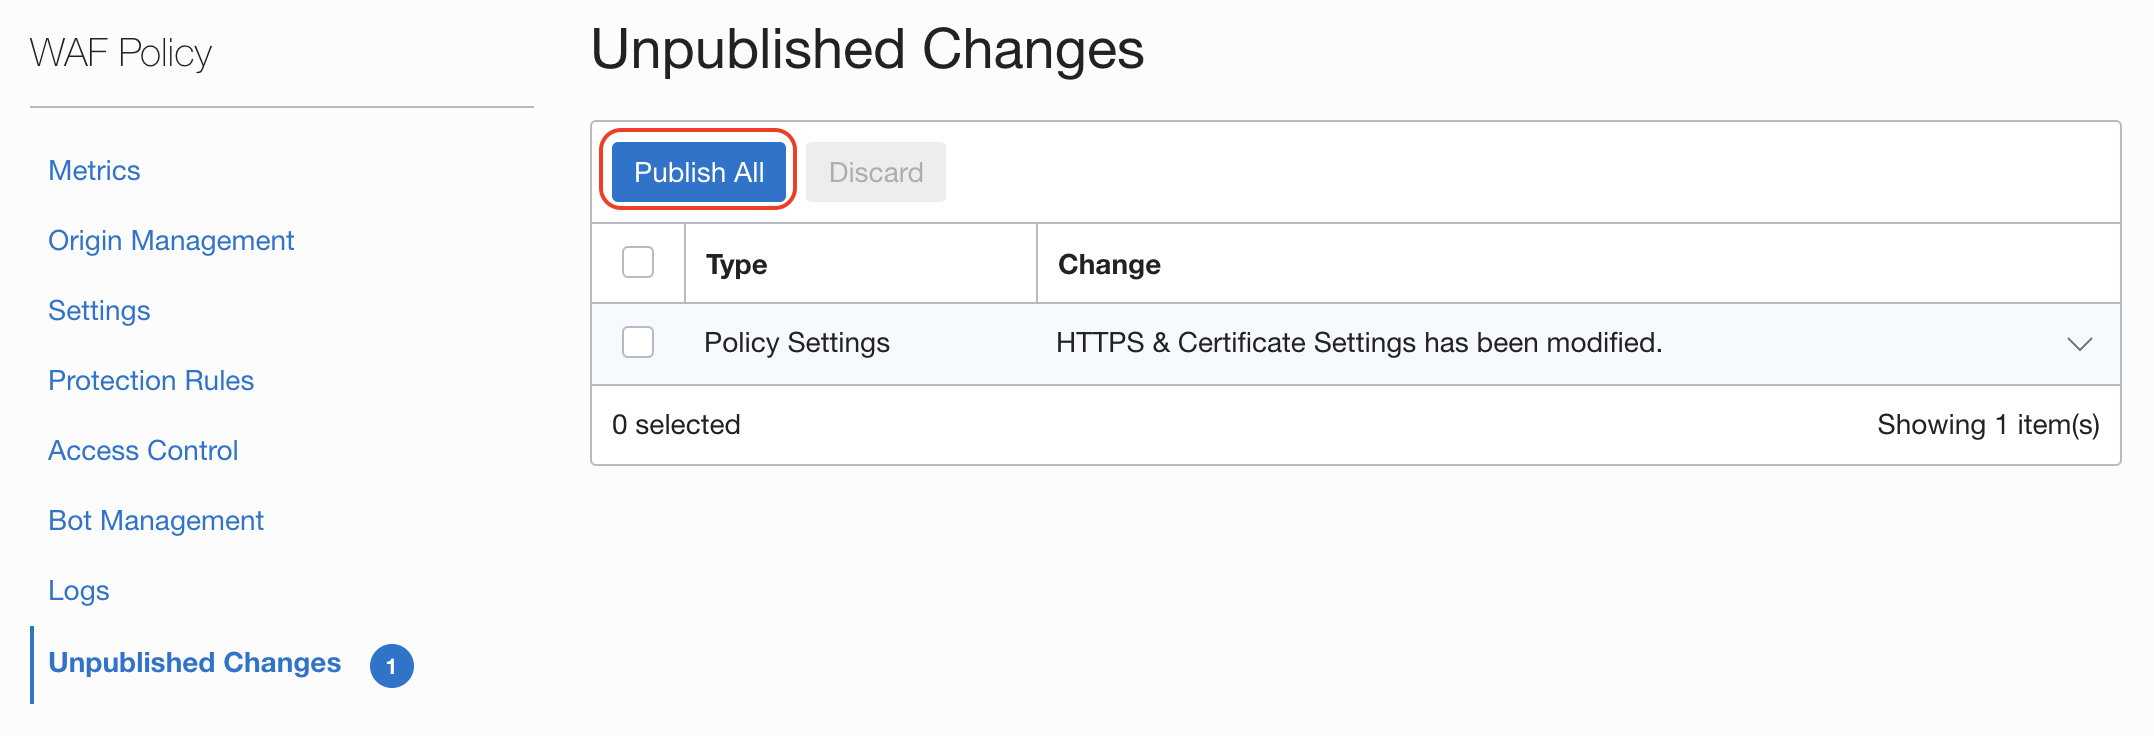 WAF Policy
Metrics
Origin Management
Settings
Protection Rules
Access Control
Bot Management
Logs
Unpublished Changes 1
Unpublished Changes
Publish All Discard
Type Change
Policy Settings HTTPS & Certificate Settings has been modified.
0 selected Showing 1 item(s)